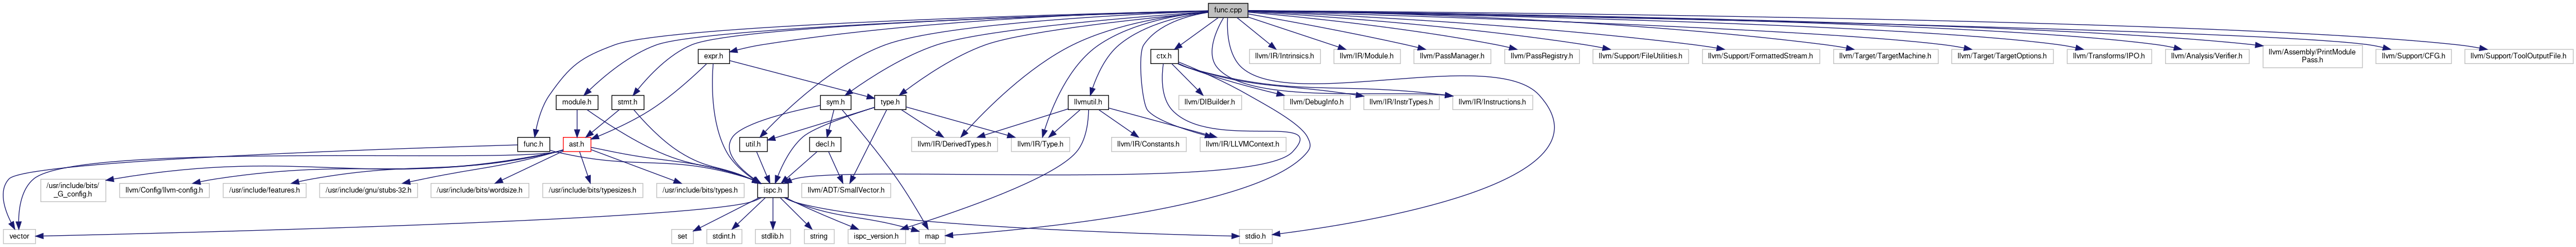 func.cpp
expr.h
ctx.h
llvm/IR/Intrinsics.h
llvm/IR/Module.h
llvm/PassManager.h
llvm/PassRegistry.h
llvm/Support/FileUtilities.h
llvm/Support/FormattedStream.h
llvm/Target/TargetMachine.h
llvm/Target/TargetOptions.h
llvm/Transforms/IPO.h
llvm/Analysis/Verifier.h
llvm/Assembly/PrintModule
Pass.h
llvm/Support/CFG.h
llvm/Support/ToolOutputFile.h
module.h
stmt.h
sym.h
type.h
llvmutil.h
llvm/DIBuilder.h
llvm/DebugInfo.h
llvm/IR/InstrTypes.h
llvm/IR/Instructions.h
func.h
ast.h
util.h
decl.h
llvm/IR/DerivedTypes.h
llvm/IR/Type.h
llvm/IR/Constants.h
llvm/IR/LLVMContext.h
/usr/include/bits/
_G_config.h
llvm/Config/llvm-config.h
/usr/include/features.h
/usr/include/gnu/stubs-32.h
/usr/include/bits/wordsize.h
/usr/include/bits/typesizes.h
/usr/include/bits/types.h
ispc.h
llvm/ADT/SmallVector.h
vector
set
stdint.h
stdlib.h
string
ispc_version.h
map
stdio.h